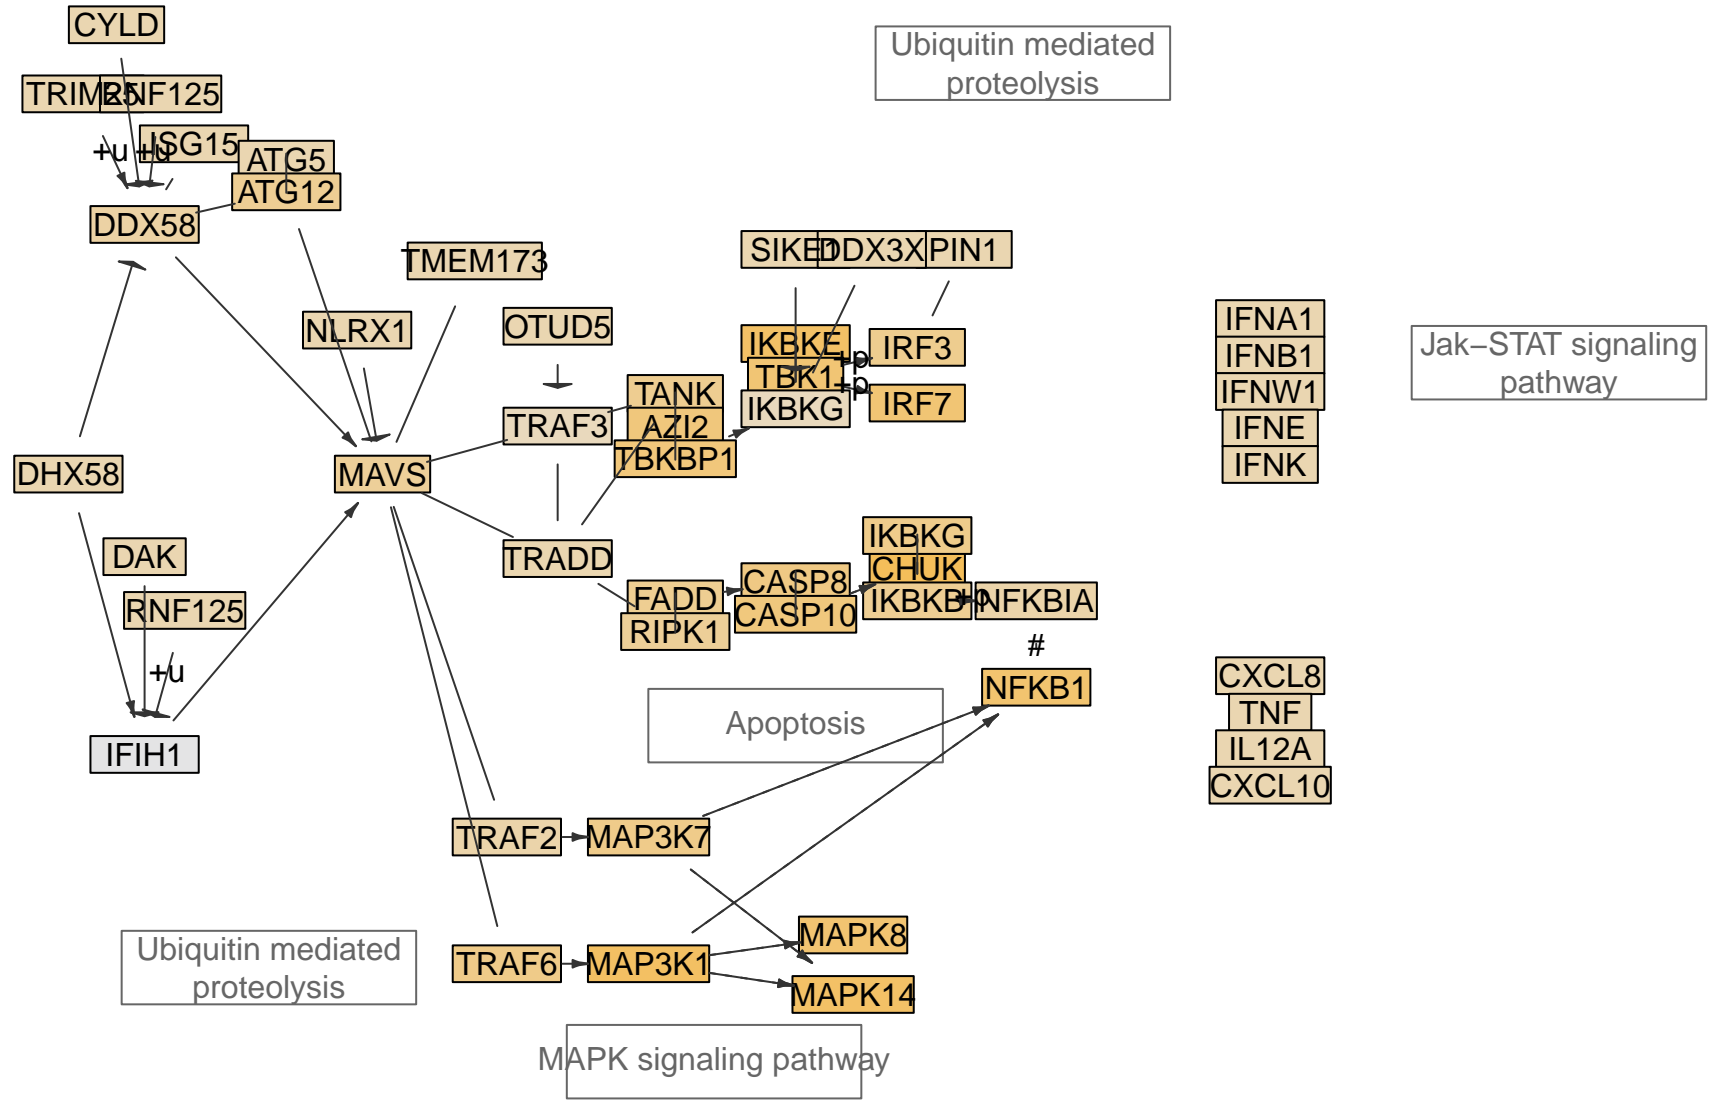 CYLD
Ubiquitin mediated
proteolysis
TRIM25
RNF125
+u
+u
ISG15
ATG5
ATG12
DDX58
TMEM173
SIKE1
DDX3X
PIN1
NLRX1
OTUD5
IKBKE
+p
IRF3
TBK1
+p
IKBKG
IRF7
IFNA1
IFNB1
IFNW1
IFNE
IFNK
Jak−STAT signaling
pathway
TANK
AZI2
TBKBP1
TRAF3
DHX58
MAVS
DAK
RNF125
+u
IFIH1
TRADD
FADD
RIPK1
CASP8
CASP10
IKBKG
CHUK
IKBKB
+p
NFKBIA
#
NFKB1
Apoptosis
CXCL8
TNF
IL12A
CXCL10
TRAF2
MAP3K7
TRAF6
MAP3K1
MAPK8
MAPK14
Ubiquitin mediated
proteolysis
MAPK signaling pathway